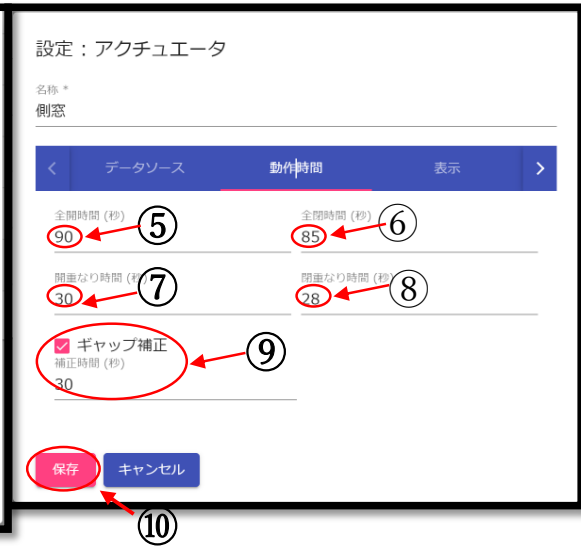 設定：アクチュエータ
名称 *
側窓
< データソース 動作時間 表示 >
全開時間 (秒) 全閉時間 (秒)
90 ⑤ 85 ⑥
開重なり時間 (秒) 閉重なり時間 (秒)
30 ⑦ 28 ⑧
ギャップ補正
補正時間 (秒) ⑨
30
保存 キャンセル
⑩